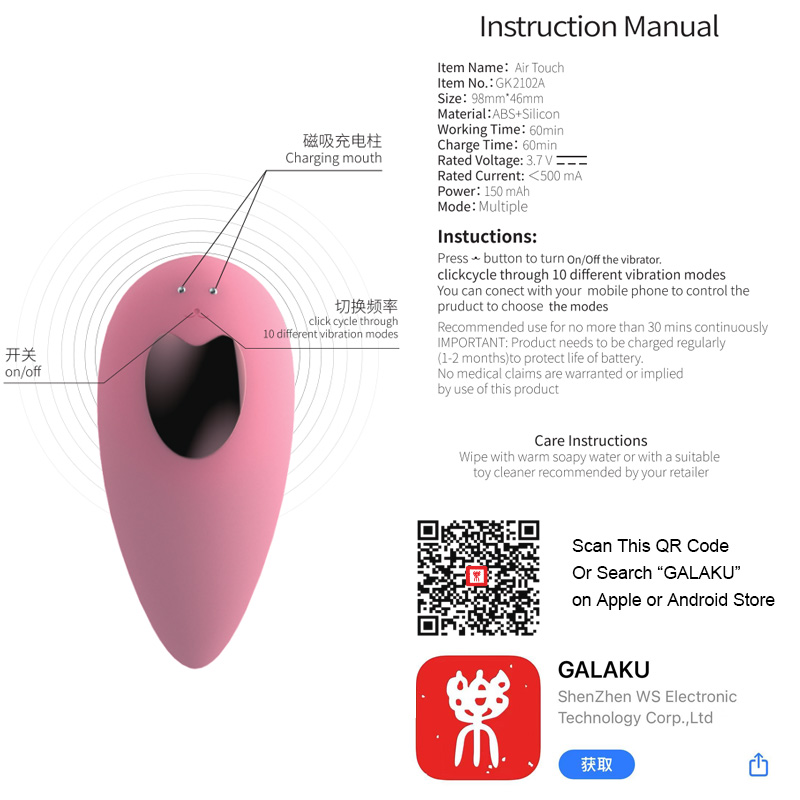 Instruction Manual
Item Name: Air Touch
Item No.:GK2102A
Size: 98mm*46mm
Material:ABS+Silicon
Working Time: 60min
Charge Time: 60min
Rated Voltage: 3.7 V
Rated Current: <500 mA
Power: 150 mAh
Mode: Multiple
Instuctions:
Press button to turn On/Off the vibrator.
clickcycle through 10 different vibration modes
You can conect with your mobile phone to control the
pruduct to choose the modes
Recommended use for no more than 30 mins continuously
IMPORTANT: Product needs to be charged regularly
(1-2 months)to protect life of battery.
No medical claims are warranted or implied
by use of this product
Care Instructions
Wipe with warm soapy water or with a suitable
toy cleaner recommended by your retailer
磁吸充电柱
Charging mouth
切换频率
click cycle through
10 different vibration modes
开关
on/off
Scan This QR Code
Or Search “GALAKU”
on Apple or Android Store
GALAKU
ShenZhen WS Electronic
Technology Corp.,Ltd
获取